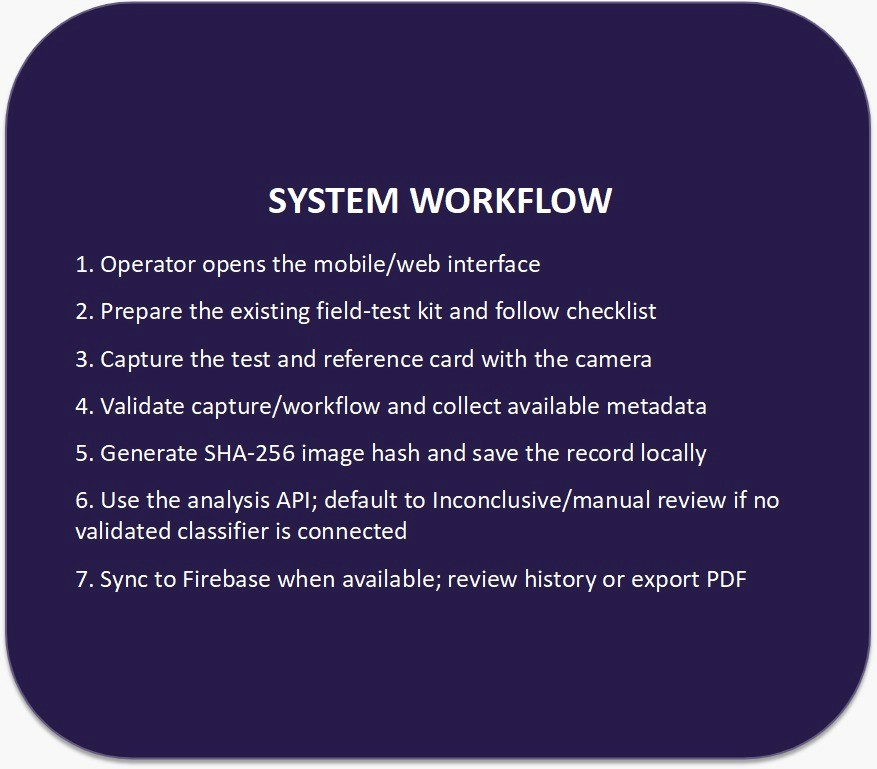 SYSTEM WORKFLOW
1. Operator opens the mobile/web interface
2. Prepare the existing field-test kit and follow checklist
3. Capture the test and reference card with the camera
4. Validate capture/workflow and collect available metadata
5. Generate SHA-256 image hash and save the record locally
6. Use the analysis API; default to Inconclusive/manual review if no
validated classifier is connected
7. Sync to Firebase when available; review history or export PDF